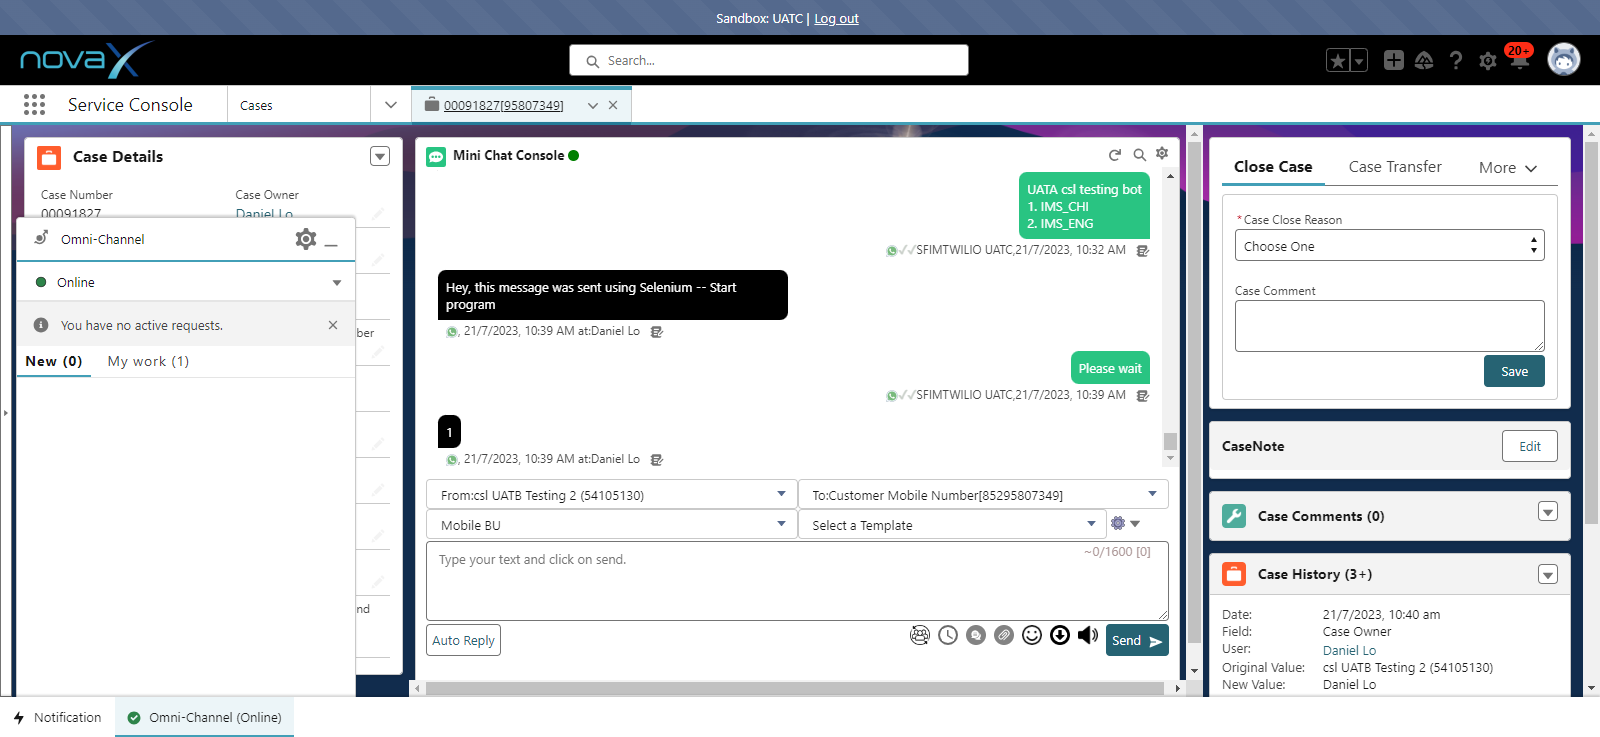 Sandbox: UATC | Log out
novaX
Search...
20+
Service Console
Cases
00091827[95807349]
Case Details
Case Number
Case Owner
00091827
Daniel Lo
Omni-Channel
Online
You have no active requests.
ber
New (0)
My work (1)
nd
Mini Chat Console
UATA csl testing bot
1. IMS_CHI
2. IMS_ENG
SFIMTWILIO UATC,21/7/2023, 10:32 AM
Hey, this message was sent using Selenium -- Start
program
, 21/7/2023, 10:39 AM at:Daniel Lo
Please wait
SFIMTWILIO UATC,21/7/2023, 10:39 AM
1
, 21/7/2023, 10:39 AM at:Daniel Lo
From:csl UATB Testing 2 (54105130)
To:Customer Mobile Number[85295807349]
Mobile BU
Select a Template
Type your text and click on send.
~0/1600 [0]
Auto Reply
Send
Close Case
Case Transfer
More
*Case Close Reason
Choose One
Case Comment
Save
CaseNote
Edit
Case Comments (0)
Case History (3+)
Date: 21/7/2023, 10:40 am
Field: Case Owner
User: Daniel Lo
Original Value: csl UATB Testing 2 (54105130)
New Value: Daniel Lo
Notification
Omni-Channel (Online)